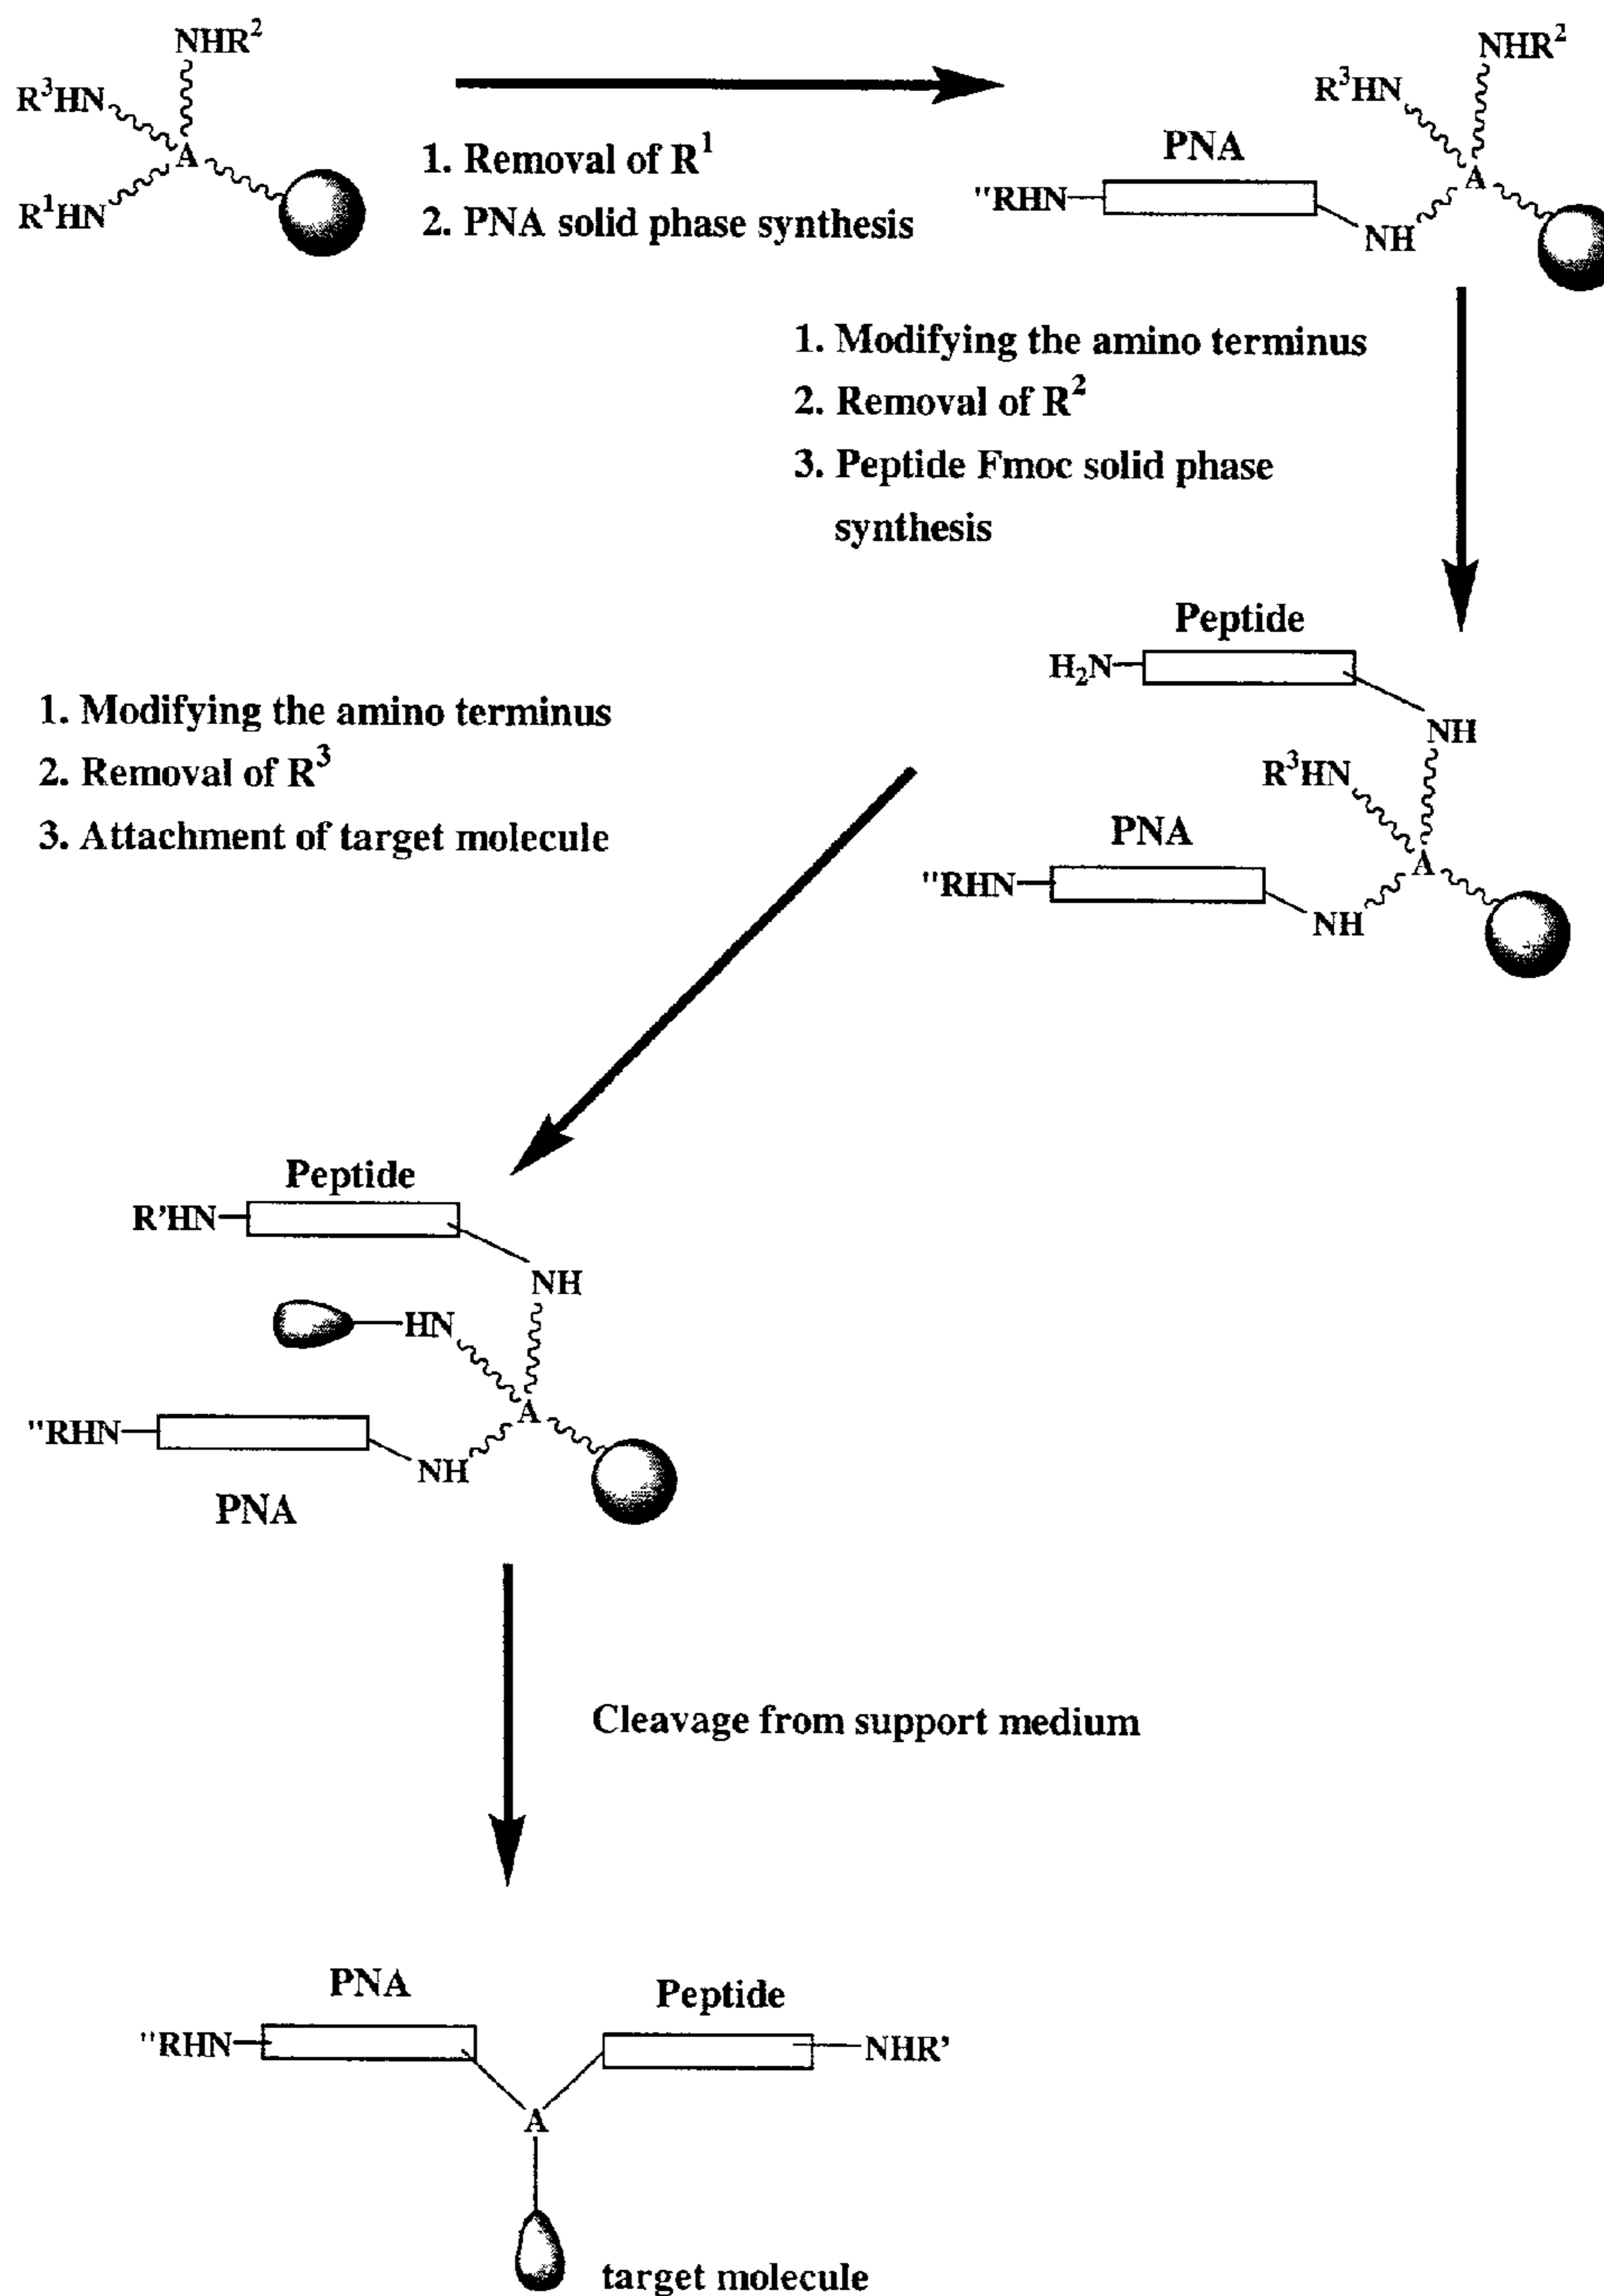 NHR²
R³HN
A
R¹HN
1. Removal of R¹
2. PNA solid phase synthesis
NHR²
R³HN
PNA
A
"RHN
NH
1. Modifying the amino terminus
2. Removal of R²
3. Peptide Fmoc solid phase
synthesis
Peptide
H₂N
NH
R³HN
PNA
A
"RHN
NH
1. Modifying the amino terminus
2. Removal of R³
3. Attachment of target molecule
Peptide
R'HN
NH
HN
A
"RHN
NH
PNA
Cleavage from support medium
PNA
Peptide
"RHN
NHR'
A
target molecule